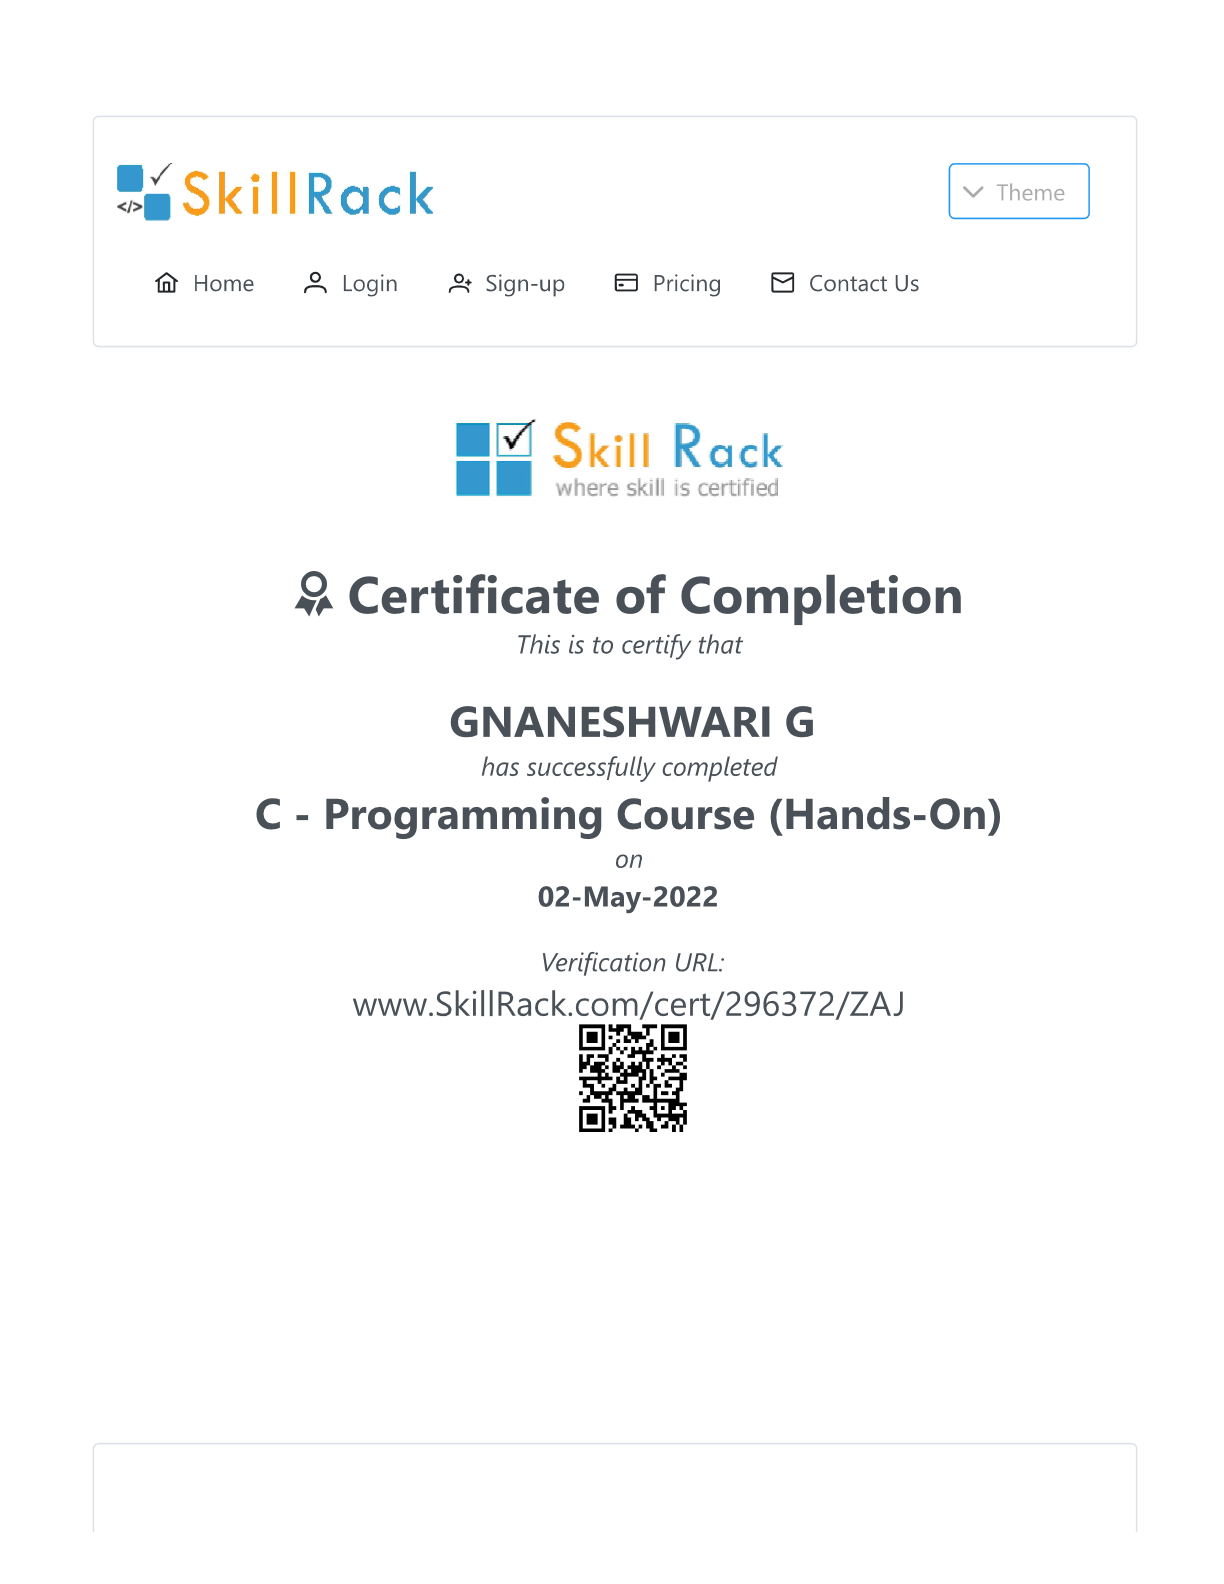 </> SkillRack
Theme
Home Login Sign-up Pricing Contact Us
Skill Rack
where skill is certified
Certificate of Completion
This is to certify that
GNANESHWARI G
has successfully completed
C - Programming Course (Hands-On)
on
02-May-2022
Verification URL:
www.SkillRack.com/cert/296372/ZAJ